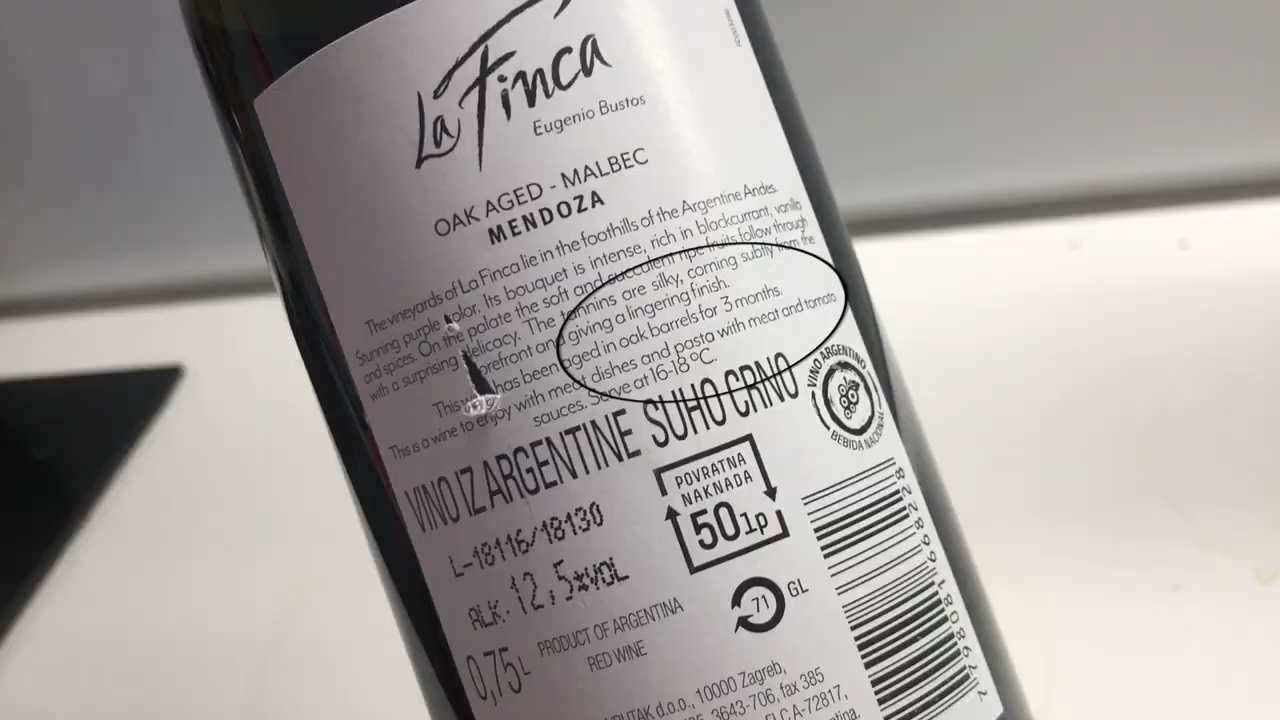 La Finca
Eugenio Bustos
OAK AGED - MALBEC
MENDOZA
The vineyards of La Finca lie in the foothills of the Argentine Andes.
Stunning purple color. Its bouquet is intense, rich in blackcurrant, vanilla
and spices. On the palate the soft and succulent ripe fruits follow through
with a surprising delicacy. The tannins are silky, coming subtly from the
forefront and giving a lingering finish.
This has been aged in oak barrels for 3 months.
This is a wine to enjoy with meat dishes and pasta with meat and tomato
sauces. Serve at 16-18 ºC.
VINO IZ ARGENTINE SUHO CRNO
VINO ARGENTINO
BEBIDA NACIONAL
POVRATNA
NAKNADA
50 lp
L-18116/18130
ALK. 12,5%VOL
71 GL
PRODUCT OF ARGENTINA
RED WINE
0,75L
d.o.o., 10000 Zagreb,
3643-706, fax 385
A-72817,